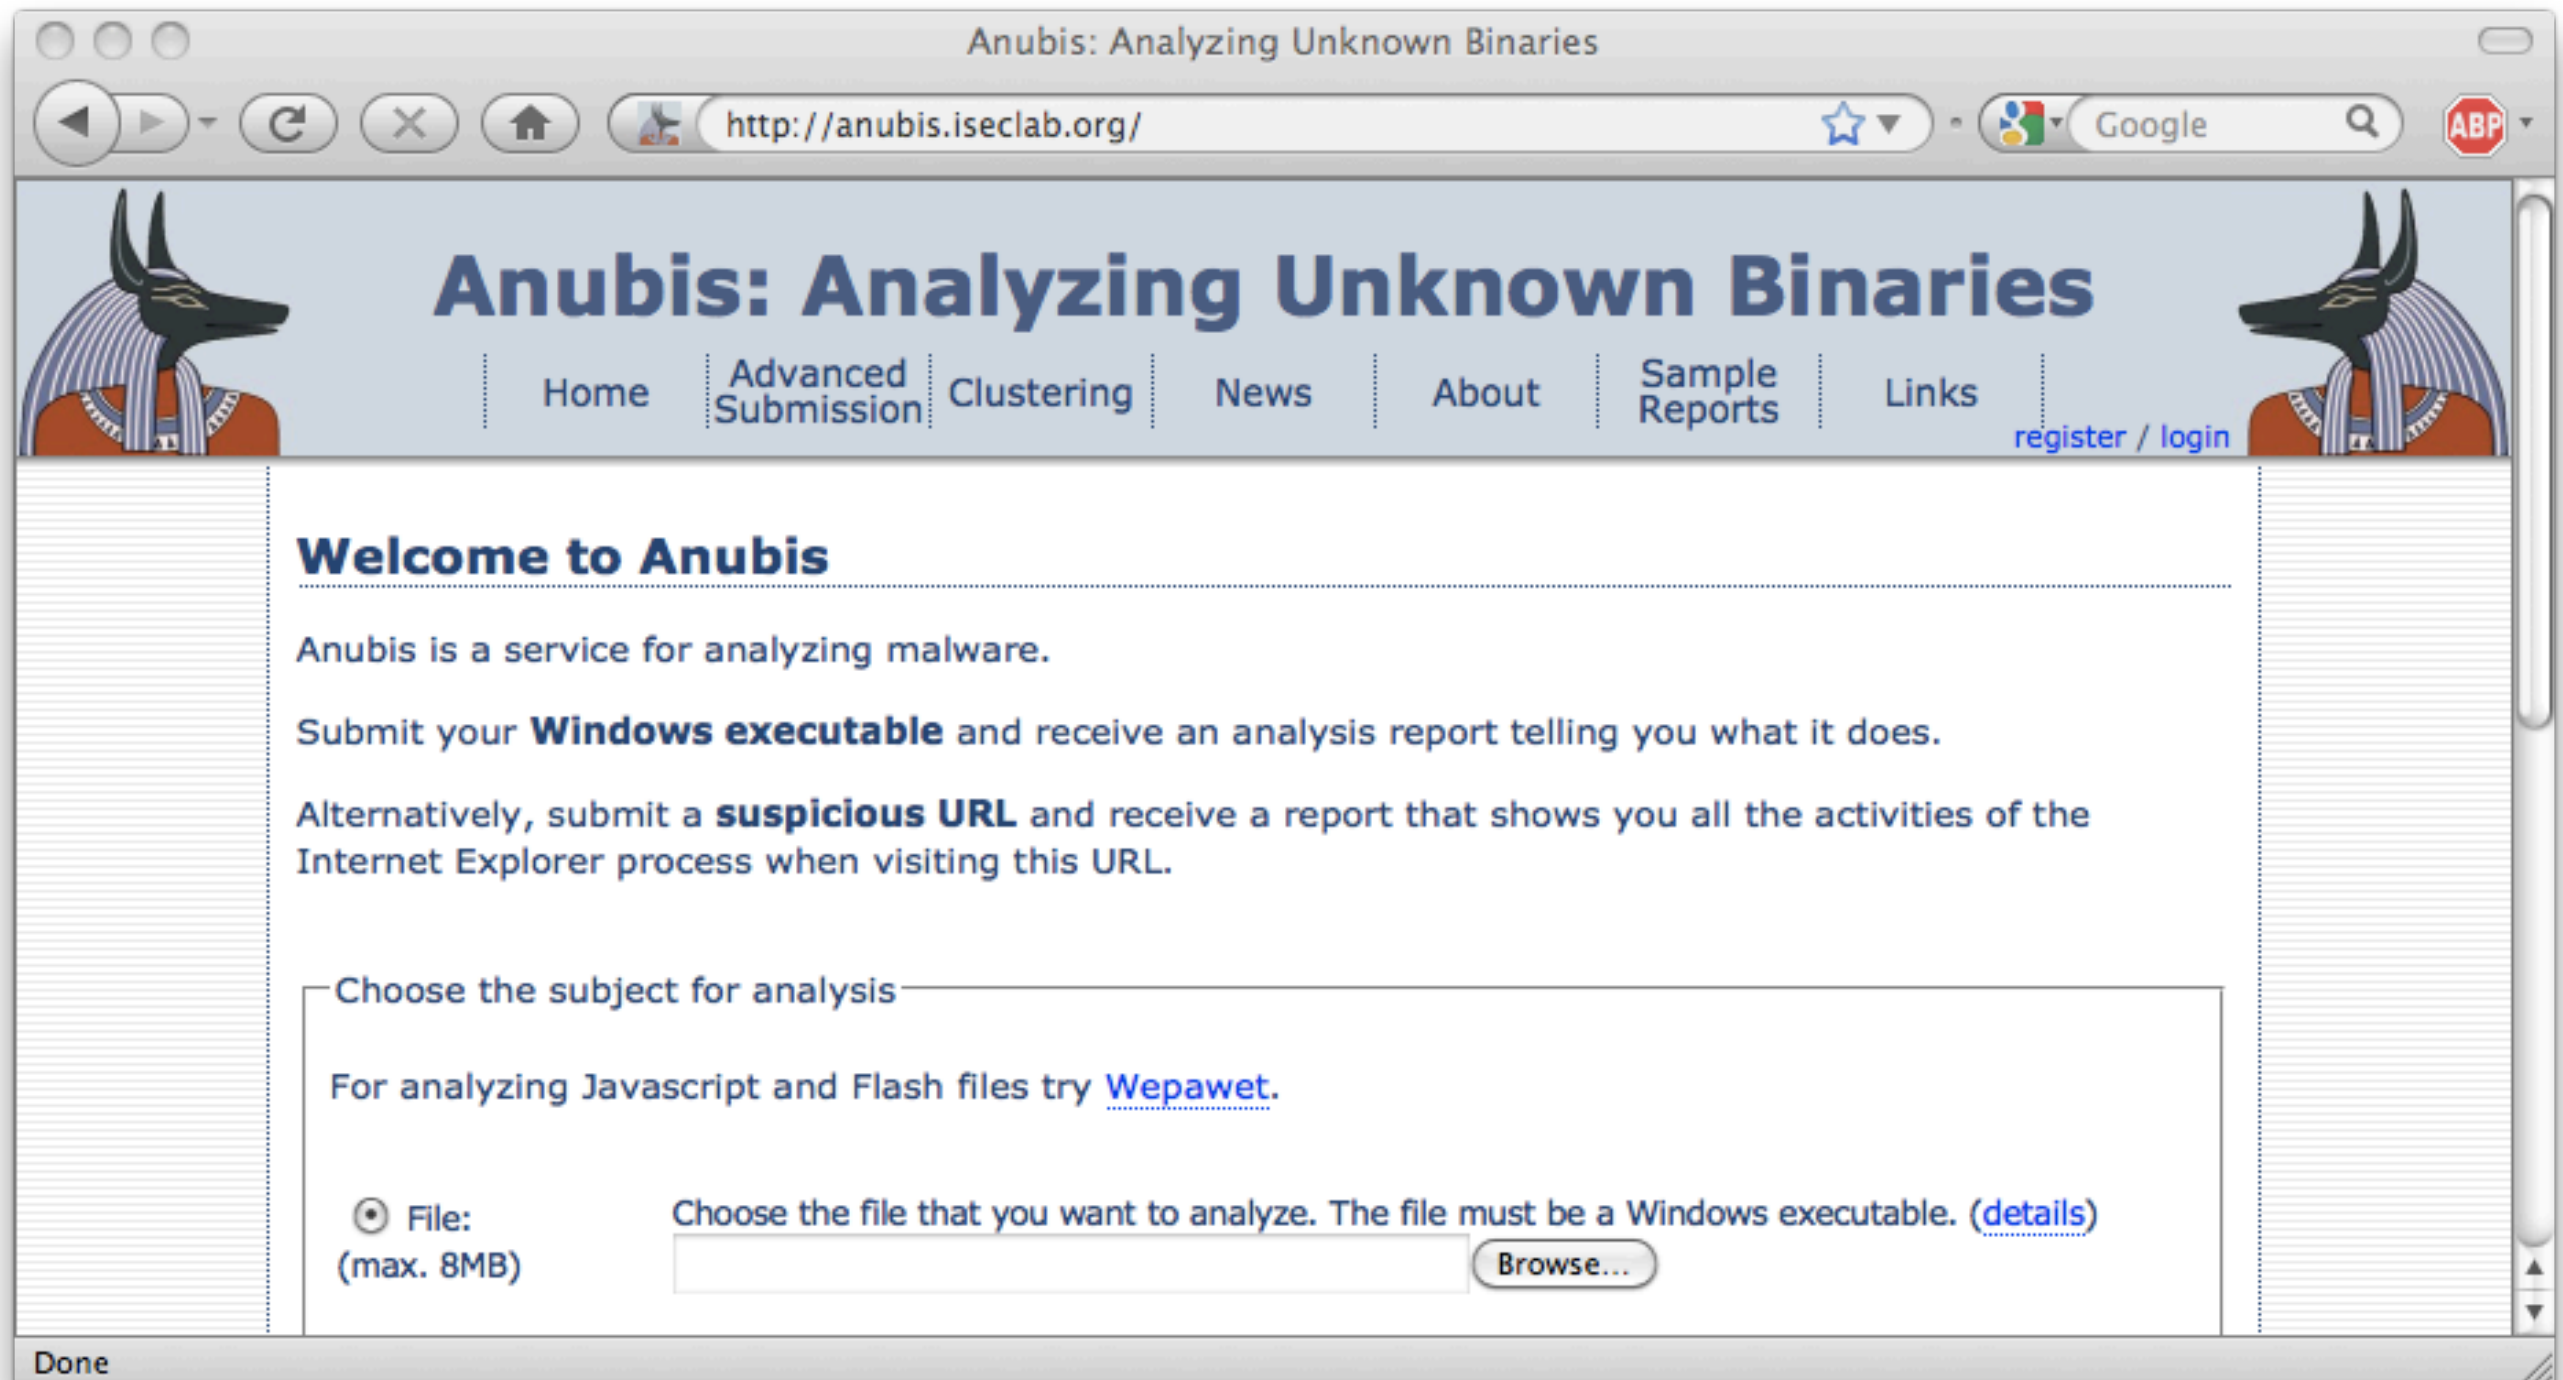 Anubis: Analyzing Unknown Binaries
http://anubis.iseclab.org/
Google
ABP
Anubis: Analyzing Unknown Binaries
Home
Advanced
Submission
Clustering
News
About
Sample
Reports
Links
register / login
Welcome to Anubis
Anubis is a service for analyzing malware.
Submit your Windows executable and receive an analysis report telling you what it does.
Alternatively, submit a suspicious URL and receive a report that shows you all the activities of the
Internet Explorer process when visiting this URL.
Choose the subject for analysis
For analyzing Javascript and Flash files try Wepawet.
File:
(max. 8MB)
Choose the file that you want to analyze. The file must be a Windows executable. (details)
Browse...
Done